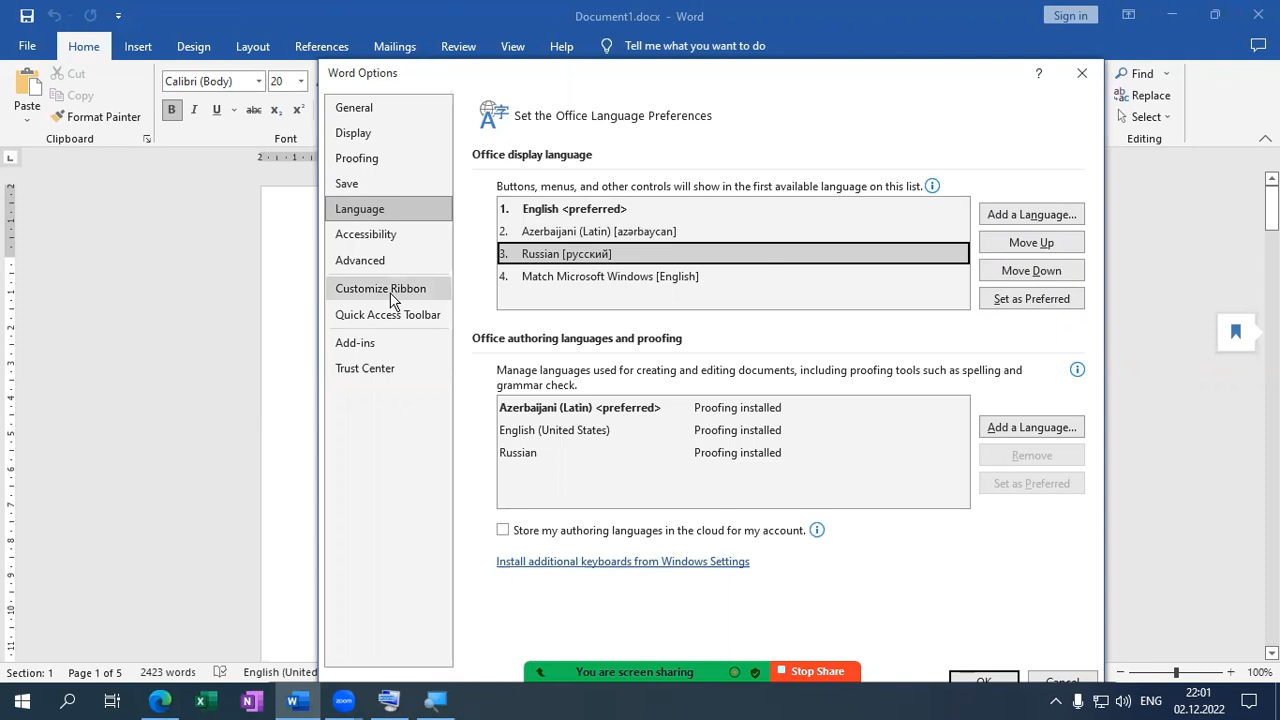 Document1.docx - Word
Sign in
File
Home
Insert
Design
Layout
References
Mailings
Review
View
Help
Tell me what you want to do
Paste
Cut
Copy
Format Painter
Clipboard
Calibri (Body)
20
B
I
U
abc
x₂
x²
Font
Find
Replace
Select
Editing
Word Options
?
General
Display
Proofing
Save
Language
Accessibility
Advanced
Customize Ribbon
Quick Access Toolbar
Add-ins
Trust Center
Set the Office Language Preferences
Office display language
Buttons, menus, and other controls will show in the first available language on this list.
1. English <preferred>
2. Azerbaijani (Latin) [azərbaycan]
3. Russian [русский]
4. Match Microsoft Windows [English]
Add a Language...
Move Up
Move Down
Set as Preferred
Office authoring languages and proofing
Manage languages used for creating and editing documents, including proofing tools such as spelling and
grammar check.
Azerbaijani (Latin) <preferred> Proofing installed
English (United States) Proofing installed
Russian Proofing installed
Add a Language...
Remove
Set as Preferred
Store my authoring languages in the cloud for my account.
Install additional keyboards from Windows Settings
OK
Cancel
You are screen sharing
Stop Share
Section: 1
Page 1 of 5
2423 words
English (United
100%
zoom
ENG
22:01
02.12.2022